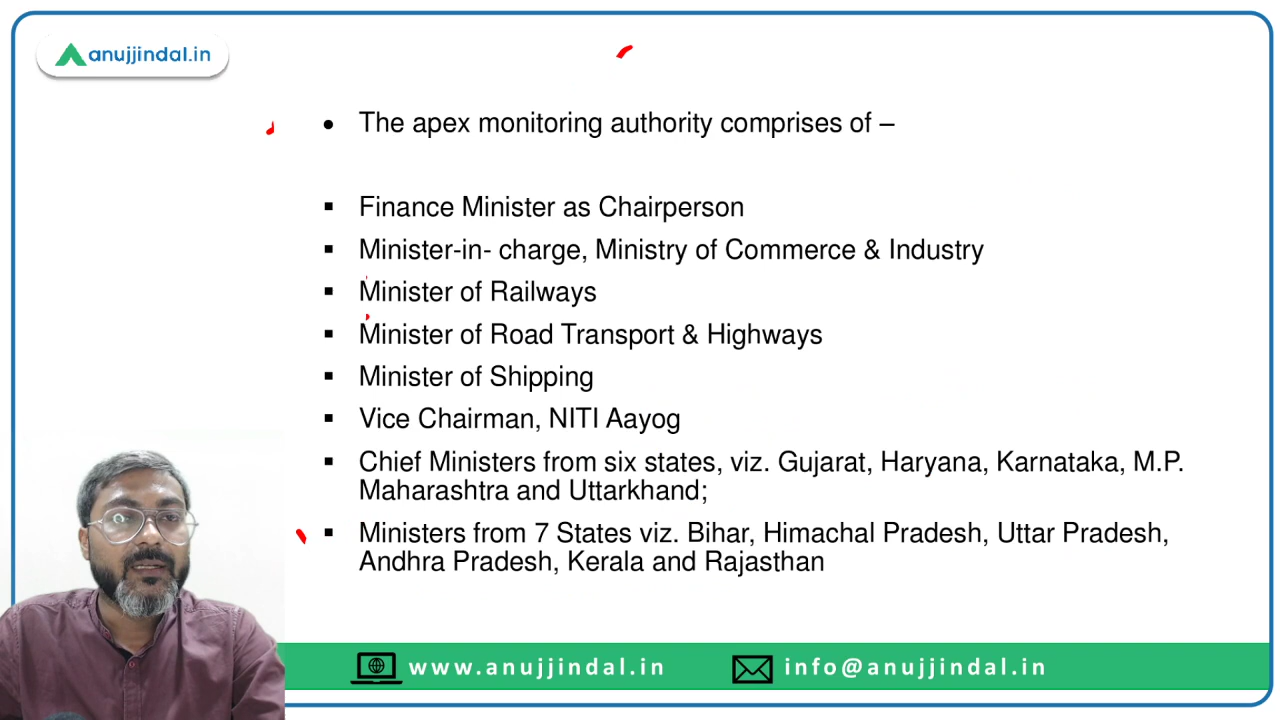 anujjindal.in
• The apex monitoring authority comprises of –
▪ Finance Minister as Chairperson
▪ Minister-in- charge, Ministry of Commerce & Industry
▪ Minister of Railways
▪ Minister of Road Transport & Highways
▪ Minister of Shipping
▪ Vice Chairman, NITI Aayog
▪ Chief Ministers from six states, viz. Gujarat, Haryana, Karnataka, M.P.
Maharashtra and Uttarkhand;
▪ Ministers from 7 States viz. Bihar, Himachal Pradesh, Uttar Pradesh,
Andhra Pradesh, Kerala and Rajasthan
www.anujjindal.in info@anujjindal.in